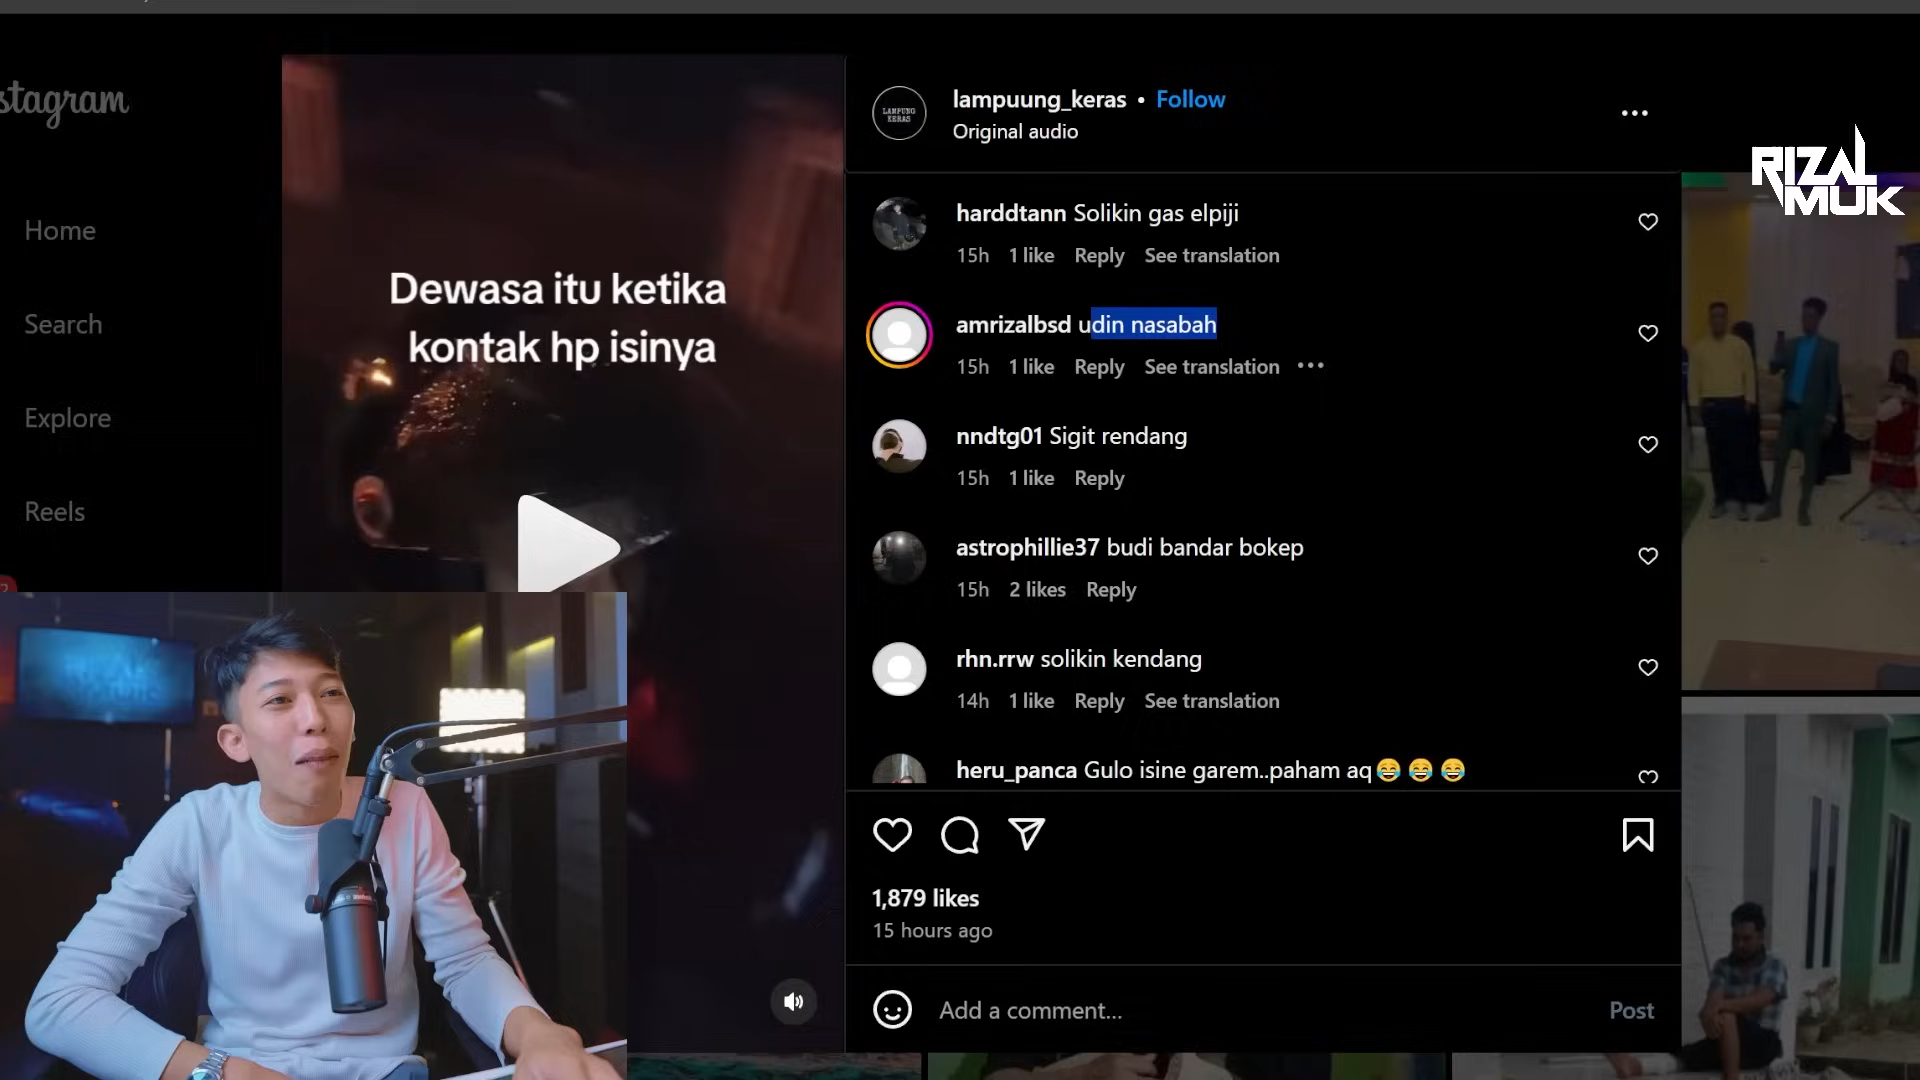 stagram
Home
Search
Explore
Reels
Dewasa itu ketika
kontak hp isinya
LAMPUNG
KERAS
lampuung_keras • Follow
Original audio
RIZAL
MUK
harddtann Solikin gas elpiji
15h 1 like Reply See translation
amrizalbsd udin nasabah
15h 1 like Reply See translation
nndtg01 Sigit rendang
15h 1 like Reply
astrophillie37 budi bandar bokep
15h 2 likes Reply
rhn.rrw solikin kendang
14h 1 like Reply See translation
heru_panca Gulo isine garem..paham aq😂 😂 😂
1,879 likes
15 hours ago
Add a comment...
Post